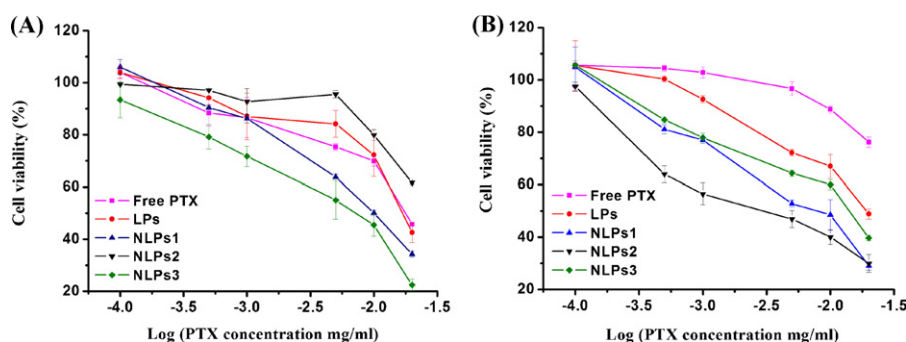 (A)
120
100
80
60
40
20
Cell viability (%)
Free PTX
LPs
NLPs1
NLPs2
NLPs3
-4.0 -3.5 -3.0 -2.5 -2.0 -1.5
Log (PTX concentration mg/ml)
(B)
120
100
80
60
40
20
Cell viability (%)
Free PTX
LPs
NLPs1
NLPs2
NLPs3
-4.0 -3.5 -3.0 -2.5 -2.0 -1.5
Log (PTX concentration mg/ml)